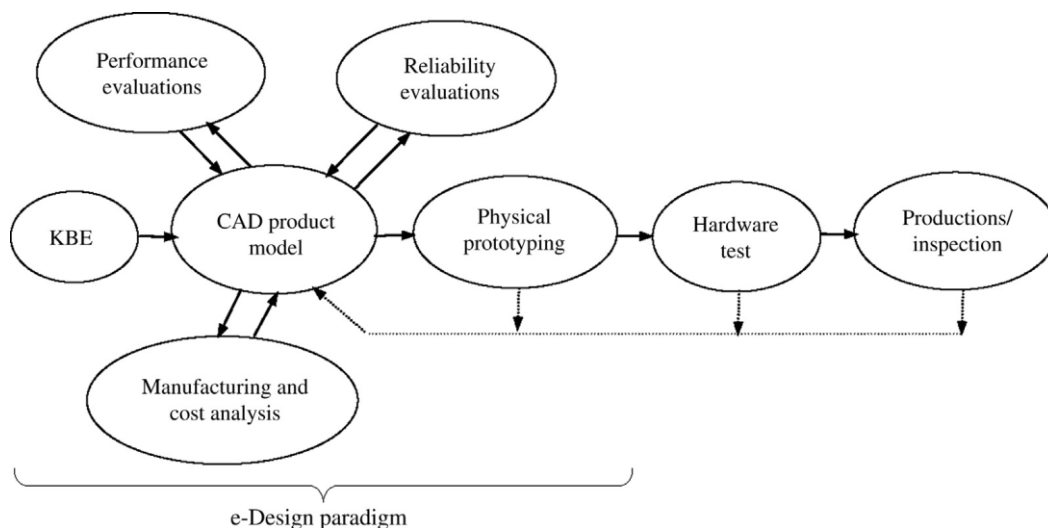 Performance
evaluations
Reliability
evaluations
KBE
CAD product
model
Physical
prototyping
Hardware
test
Productions/
inspection
Manufacturing and
cost analysis
e-Design paradigm